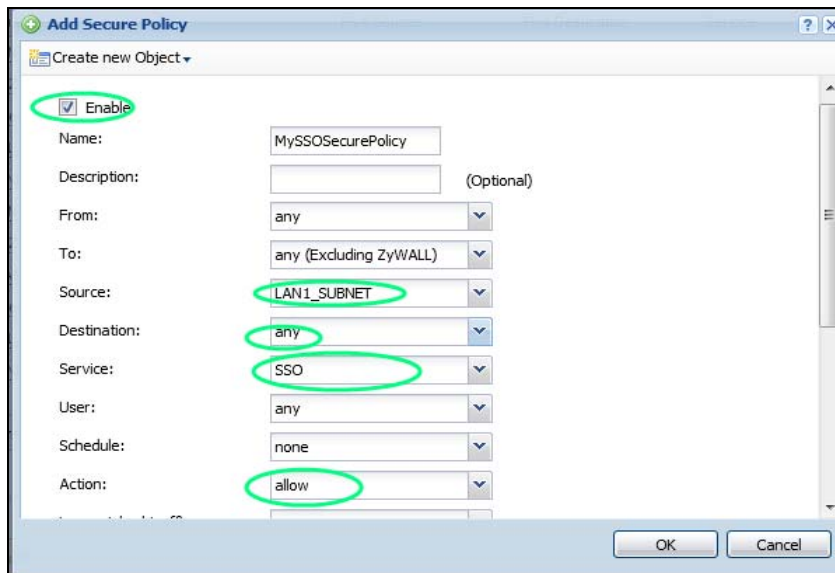 Add Secure Policy
Create new Object
Enable
Name: MySSOSecurePolicy
Description: (Optional)
From: any
To: any (Excluding ZyWALL)
Source: LAN1_SUBNET
Destination: any
Service: SSO
User: any
Schedule: none
Action: allow
OK Cancel